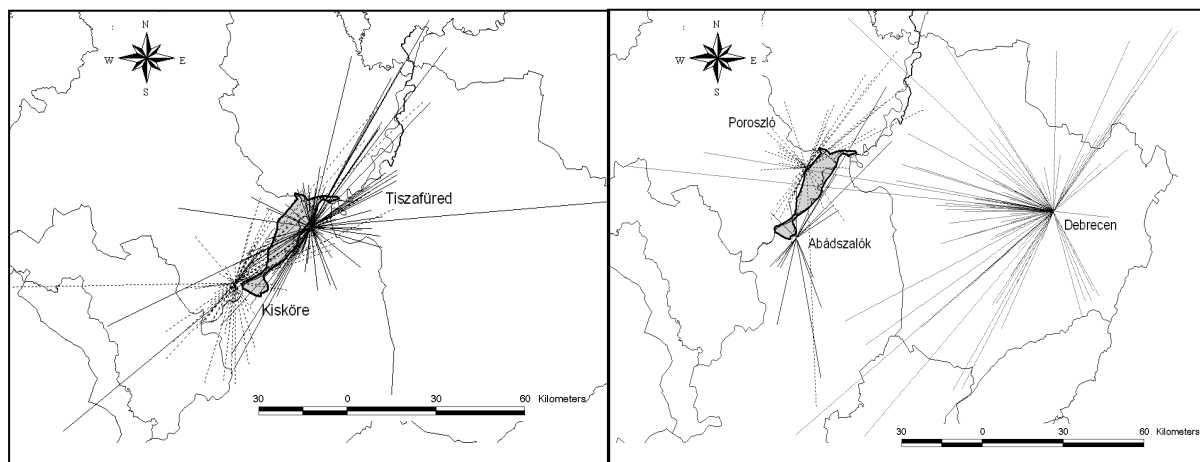 N
W E
S
Tiszafüred
Kisköre
30 0 30 60 Kilometers
N
W E
S
Poroszló
Debrecen
Abádszalók
30 0 30 60 Kilometers